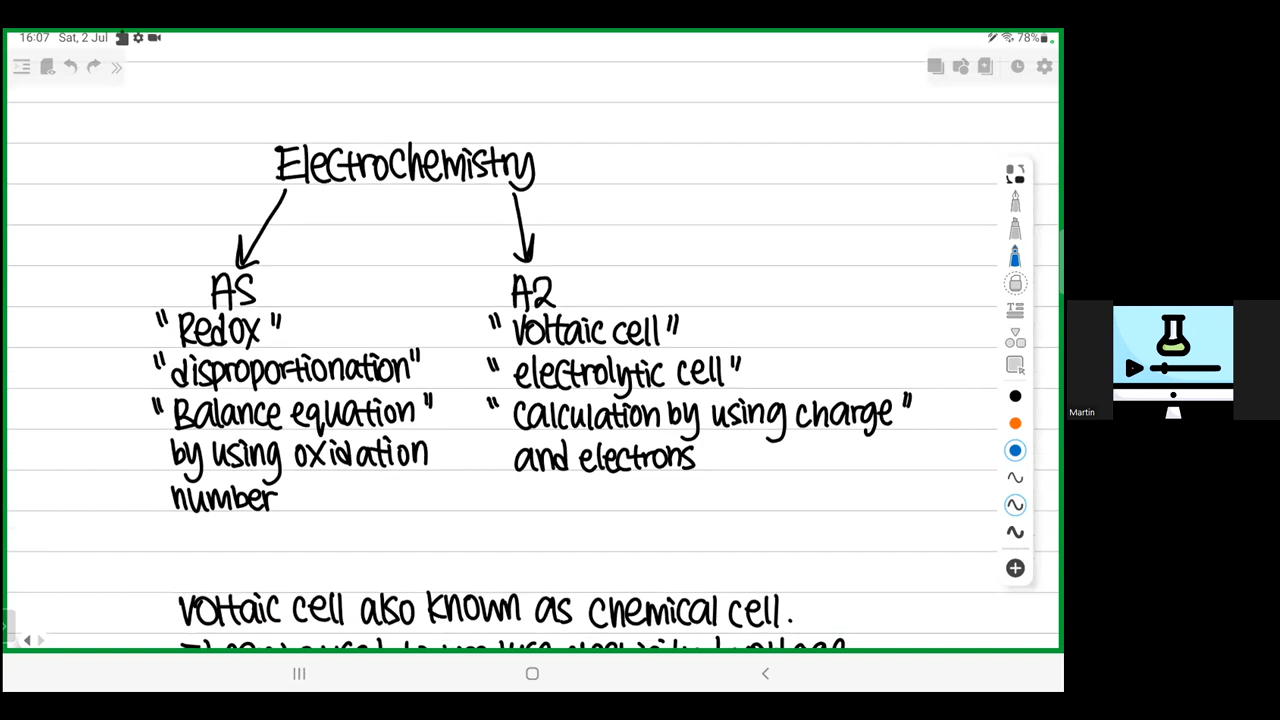 16:07 Sat, 2 Jul
78%
Electrochemistry
AS
A2
"Redox"
"Voltaic cell"
"disproportionation"
"electrolytic cell"
"Balance equation"
"calculation by using charge"
by using oxidation
and electrons
number
Martin
Voltaic cell also known as chemical cell.